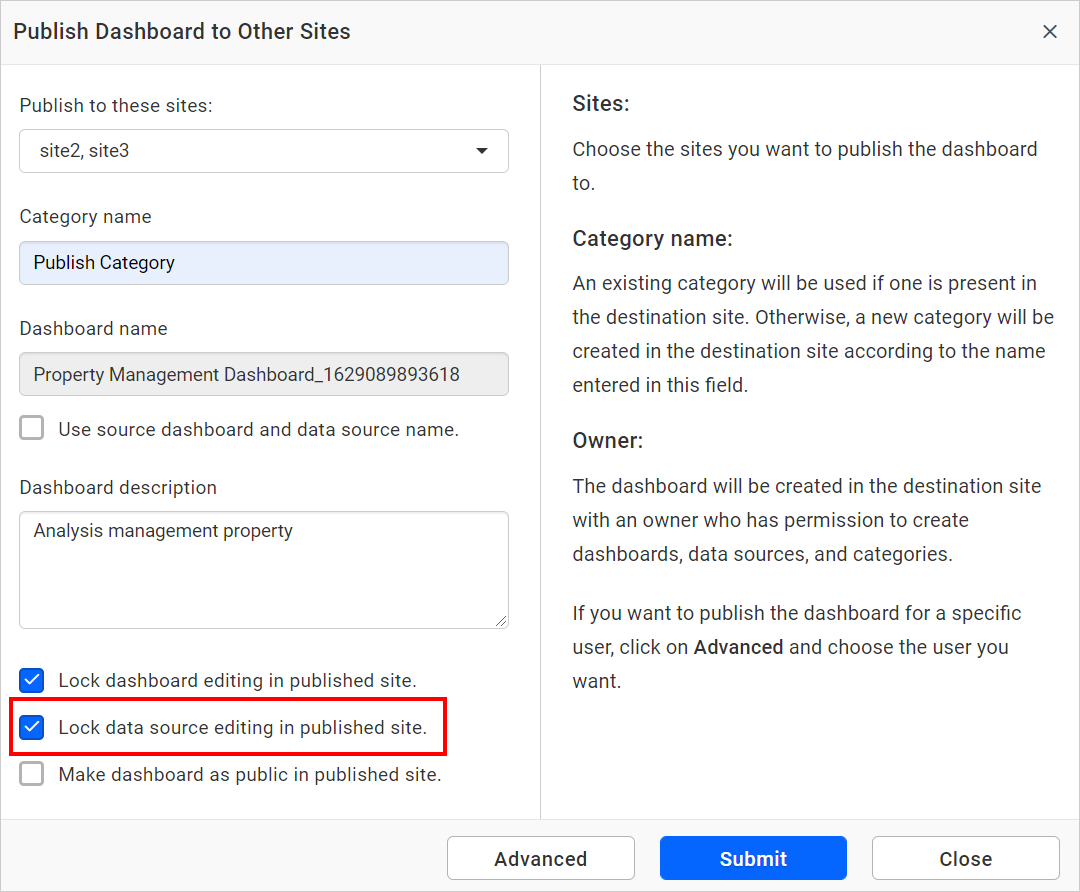 Publish Dashboard to Other Sites
Publish to these sites:
site2, site3
Category name
Publish Category
Dashboard name
Property Management Dashboard_1629089893618
Use source dashboard and data source name.
Dashboard description
Analysis management property
Lock dashboard editing in published site.
Lock data source editing in published site.
Make dashboard as public in published site.
Sites:
Choose the sites you want to publish the dashboard
to.
Category name:
An existing category will be used if one is present in
the destination site. Otherwise, a new category will be
created in the destination site according to the name
entered in this field.
Owner:
The dashboard will be created in the destination site
with an owner who has permission to create
dashboards, data sources, and categories.
If you want to publish the dashboard for a specific
user, click on Advanced and choose the user you
want.
Advanced
Submit
Close